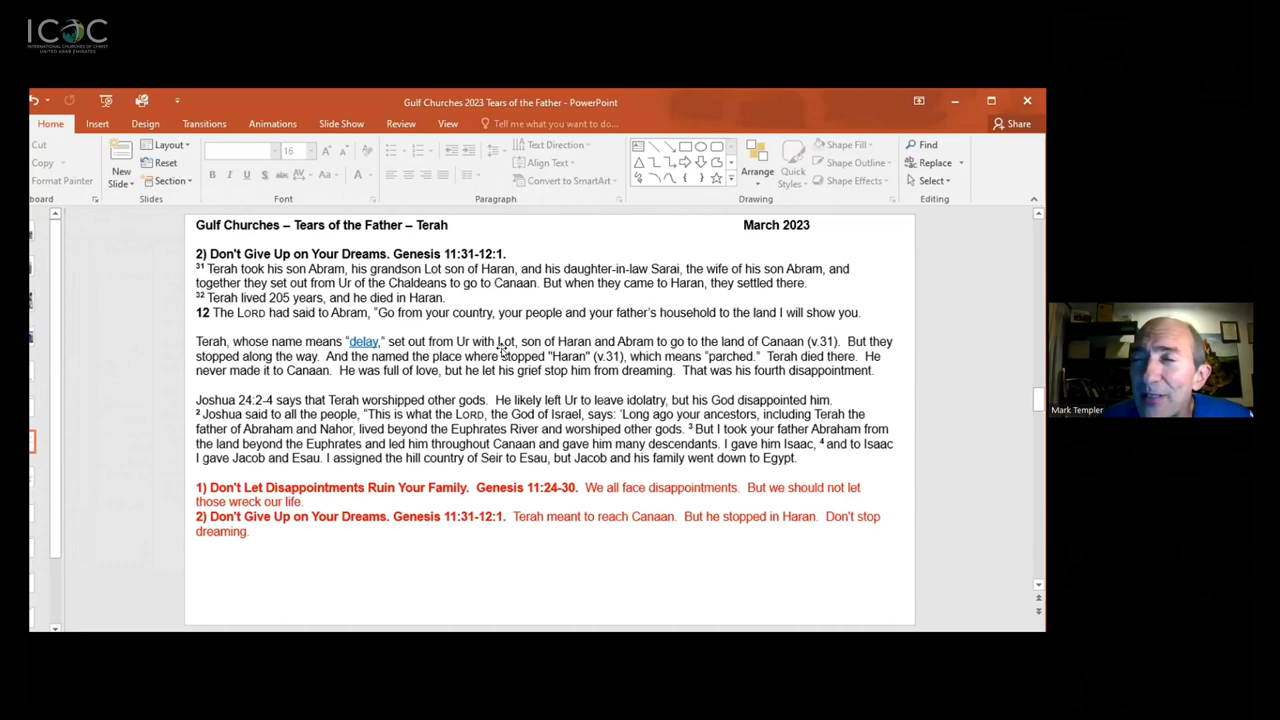 ICOC
INTERNATIONAL CHURCHES OF CHRIST
UNITED ARAB EMIRATES
Gulf Churches 2023 Tears of the Father - PowerPoint
Home Insert Design Transitions Animations Slide Show Review View Tell me what you want to do... Share
Cut
Copy
Format Painter
New
Slide
Layout
Reset
Section
16
B I U S abc AV Aa A
Text Direction
Align Text
Convert to SmartArt
Arrange
Quick
Styles
Shape Fill
Shape Outline
Shape Effects
Find
Replace
Select
board Slides Font Paragraph Drawing Editing
Gulf Churches – Tears of the Father – Terah March 2023
2) Don't Give Up on Your Dreams. Genesis 11:31-12:1.
31 Terah took his son Abram, his grandson Lot son of Haran, and his daughter-in-law Sarai, the wife of his son Abram, and
together they set out from Ur of the Chaldeans to go to Canaan. But when they came to Haran, they settled there.
32 Terah lived 205 years, and he died in Haran.
12 The LORD had said to Abram, "Go from your country, your people and your father's household to the land I will show you.
Terah, whose name means "delay," set out from Ur with Lot, son of Haran and Abram to go to the land of Canaan (v.31). But they
stopped along the way. And the named the place where stopped "Haran" (v.31), which means "parched." Terah died there. He
never made it to Canaan. He was full of love, but he let his grief stop him from dreaming. That was his fourth disappointment.
Joshua 24:2-4 says that Terah worshipped other gods. He likely left Ur to leave idolatry, but his God disappointed him.
2 Joshua said to all the people, "This is what the LORD, the God of Israel, says: 'Long ago your ancestors, including Terah the
father of Abraham and Nahor, lived beyond the Euphrates River and worshiped other gods. 3 But I took your father Abraham from
the land beyond the Euphrates and led him throughout Canaan and gave him many descendants. I gave him Isaac, 4 and to Isaac
I gave Jacob and Esau. I assigned the hill country of Seir to Esau, but Jacob and his family went down to Egypt.
1) Don't Let Disappointments Ruin Your Family. Genesis 11:24-30. We all face disappointments. But we should not let
those wreck our life.
2) Don't Give Up on Your Dreams. Genesis 11:31-12:1. Terah meant to reach Canaan. But he stopped in Haran. Don't stop
dreaming.
Mark Templer